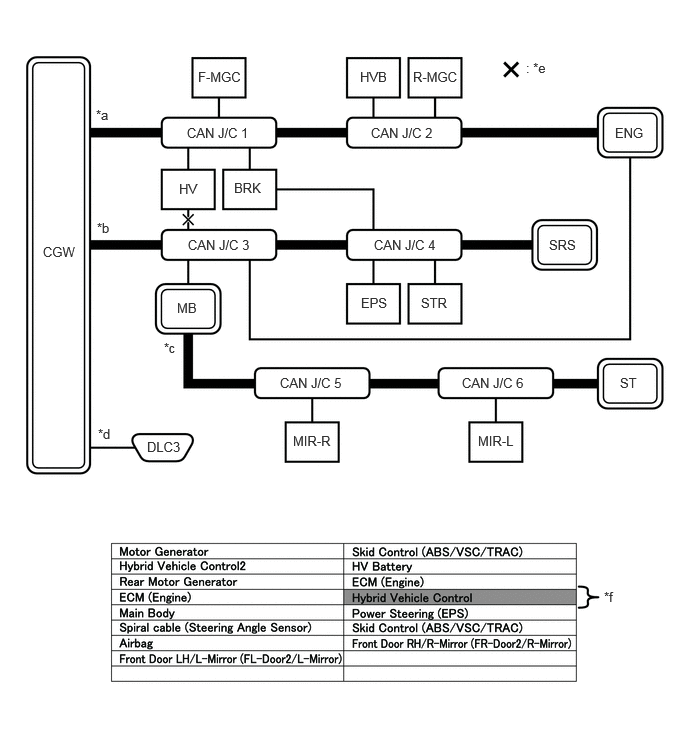 F-MGC
HVB
R-MGC
: *e
*a
CAN J/C 1
CAN J/C 2
ENG
HV
BRK
*b
CGW
CAN J/C 3
CAN J/C 4
SRS
MB
EPS
STR
*c
CAN J/C 5
CAN J/C 6
ST
*d
DLC3
MIR-R
MIR-L
Motor Generator
Skid Control (ABS/VSC/TRAC)
Hybrid Vehicle Control2
HV Battery
Rear Motor Generator
ECM (Engine)
ECM (Engine)
Hybrid Vehicle Control
*f
Main Body
Power Steering (EPS)
Spiral cable (Steering Angle Sensor)
Skid Control (ABS/VSC/TRAC)
Airbag
Front Door RH/R-Mirror (FR-Door2/R-Mirror)
Front Door LH/L-Mirror (FL-Door2/L-Mirror)